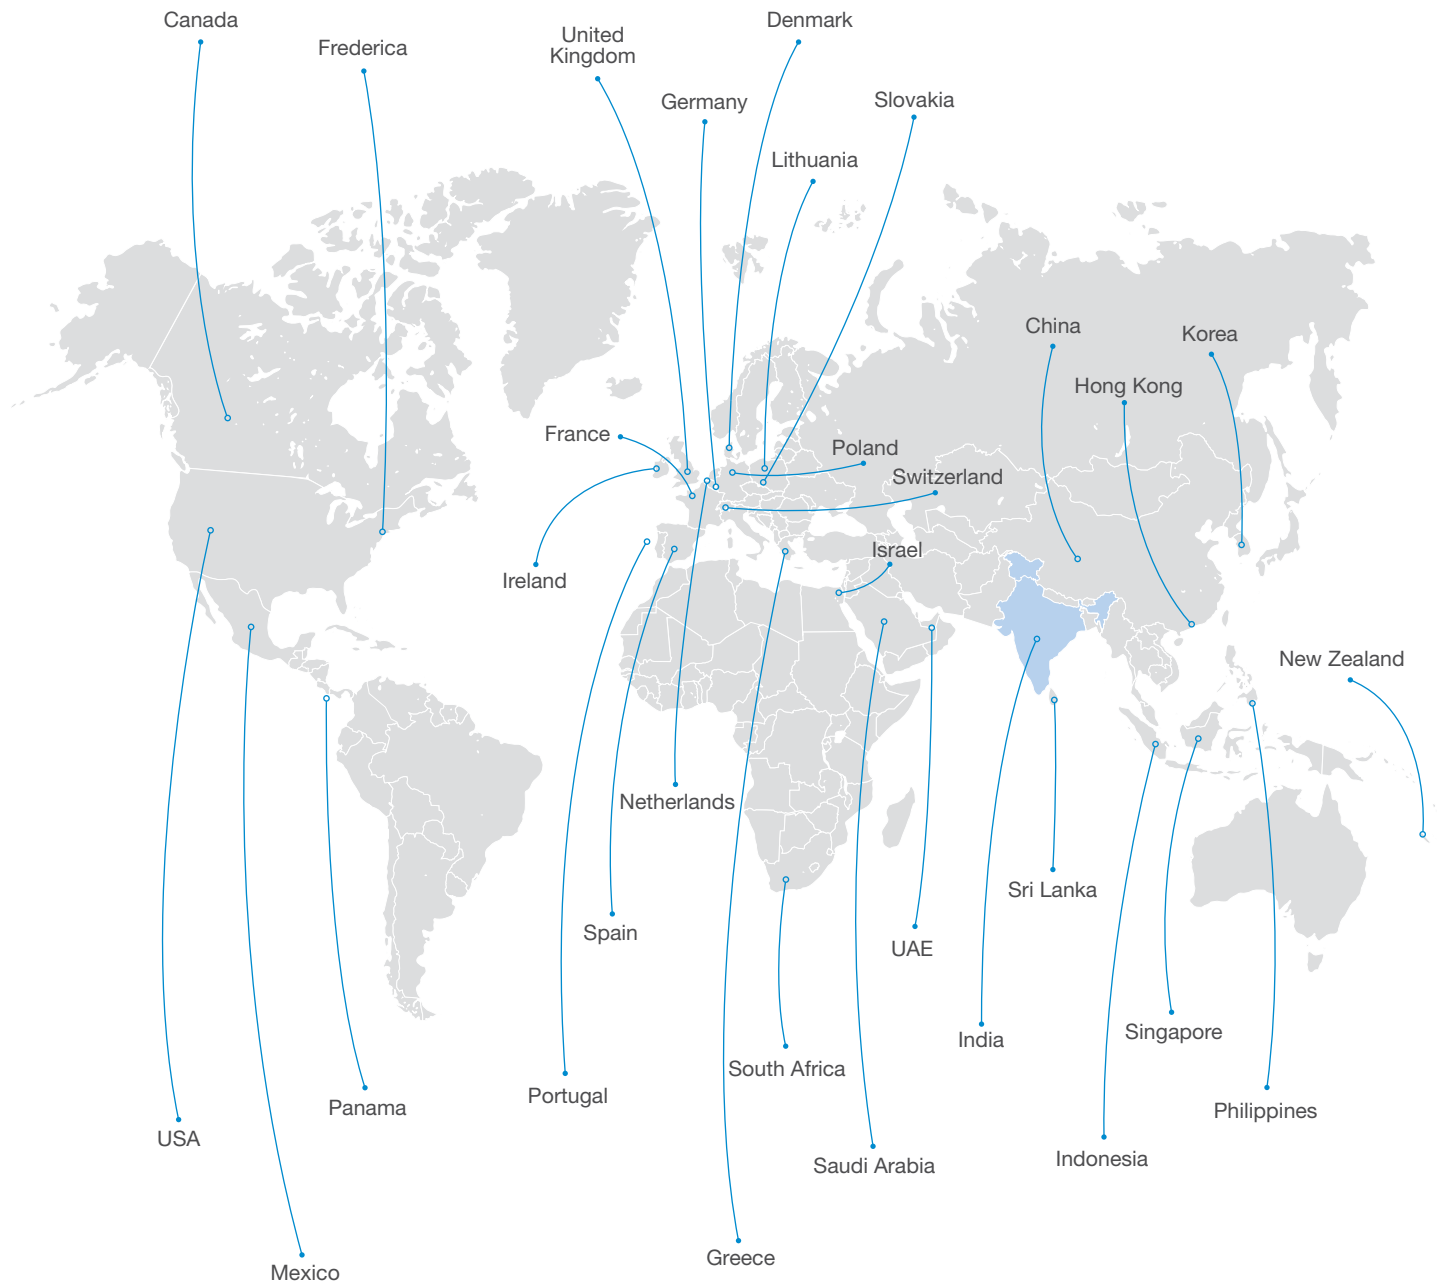 Canada
Denmark
Frederica
United
Kingdom
Germany
Slovakia
Lithuania
China
Korea
Hong Kong
France
Poland
Switzerland
Israel
Ireland
New Zealand
Netherlands
Sri Lanka
Spain
UAE
India
Singapore
South Africa
Portugal
Panama
Philippines
USA
Indonesia
Saudi Arabia
Greece
Mexico